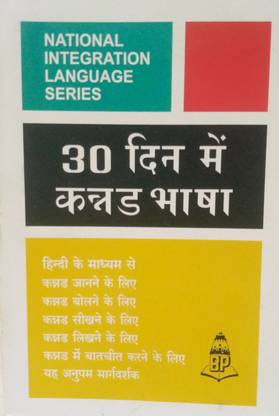 NATIONAL
INTEGRATION
LANGUAGE
SERIES
30 दिन में
कन्नड भाषा
हिन्दी के माध्यम से
कन्नड जानने के लिए
कन्नड बोलने के लिए
कन्नड सीखने के लिए
कन्नड लिखने के लिए
कन्नड में बातचीत करने के लिए
यह अनुपम मार्गदर्शक
BP